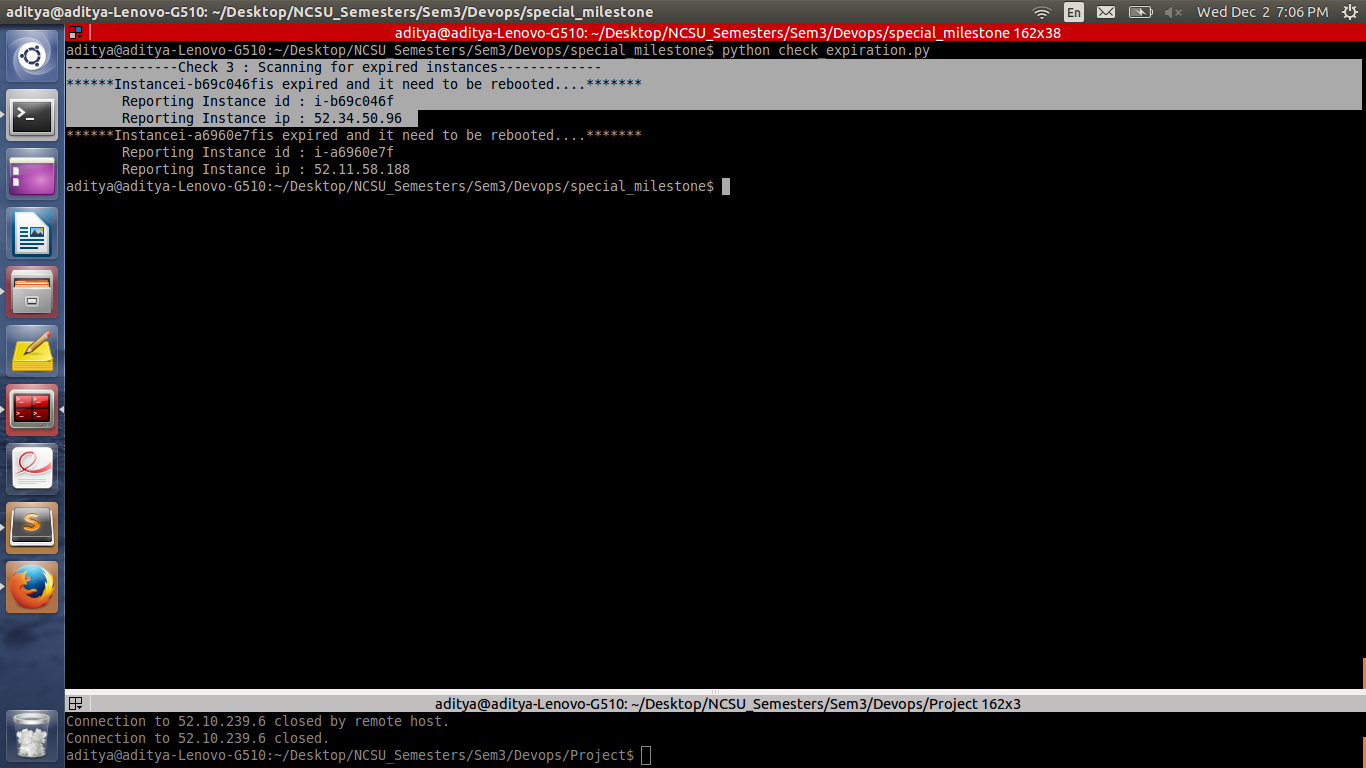 aditya@aditya-Lenovo-G510: ~/Desktop/NCSU_Semesters/Sem3/Devops/special_milestone
En
Wed Dec 2 7:06 PM
aditya@aditya-Lenovo-G510: ~/Desktop/NCSU_Semesters/Sem3/Devops/special_milestone 162x38
aditya@aditya-Lenovo-G510:~/Desktop/NCSU_Semesters/Sem3/Devops/special_milestone$ python check_expiration.py
--------------Check 3 : Scanning for expired instances-------------
******Instancei-b69c046fis expired and it need to be rebooted....*******
       Reporting Instance id : i-b69c046f
       Reporting Instance ip : 52.34.50.96
******Instancei-a6960e7fis expired and it need to be rebooted....*******
       Reporting Instance id : i-a6960e7f
       Reporting Instance ip : 52.11.58.188
aditya@aditya-Lenovo-G510:~/Desktop/NCSU_Semesters/Sem3/Devops/special_milestone$
aditya@aditya-Lenovo-G510: ~/Desktop/NCSU_Semesters/Sem3/Devops/Project 162x3
Connection to 52.10.239.6 closed by remote host.
Connection to 52.10.239.6 closed.
aditya@aditya-Lenovo-G510:~/Desktop/NCSU_Semesters/Sem3/Devops/Project$